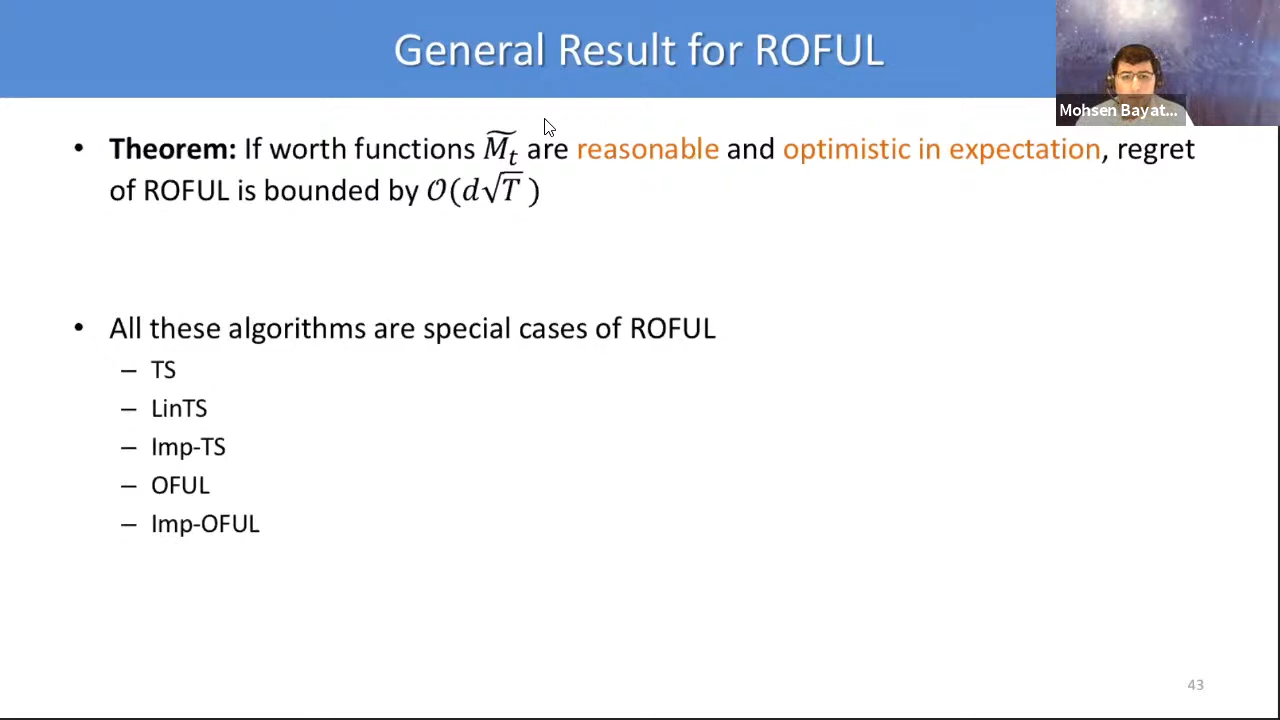 General Result for ROFUL
Mohsen Bayat...
• Theorem: If worth functions M̃ₜ are reasonable and optimistic in expectation, regret
of ROFUL is bounded by 𝒪(d√T)
• All these algorithms are special cases of ROFUL
– TS
– LinTS
– Imp-TS
– OFUL
– Imp-OFUL
43